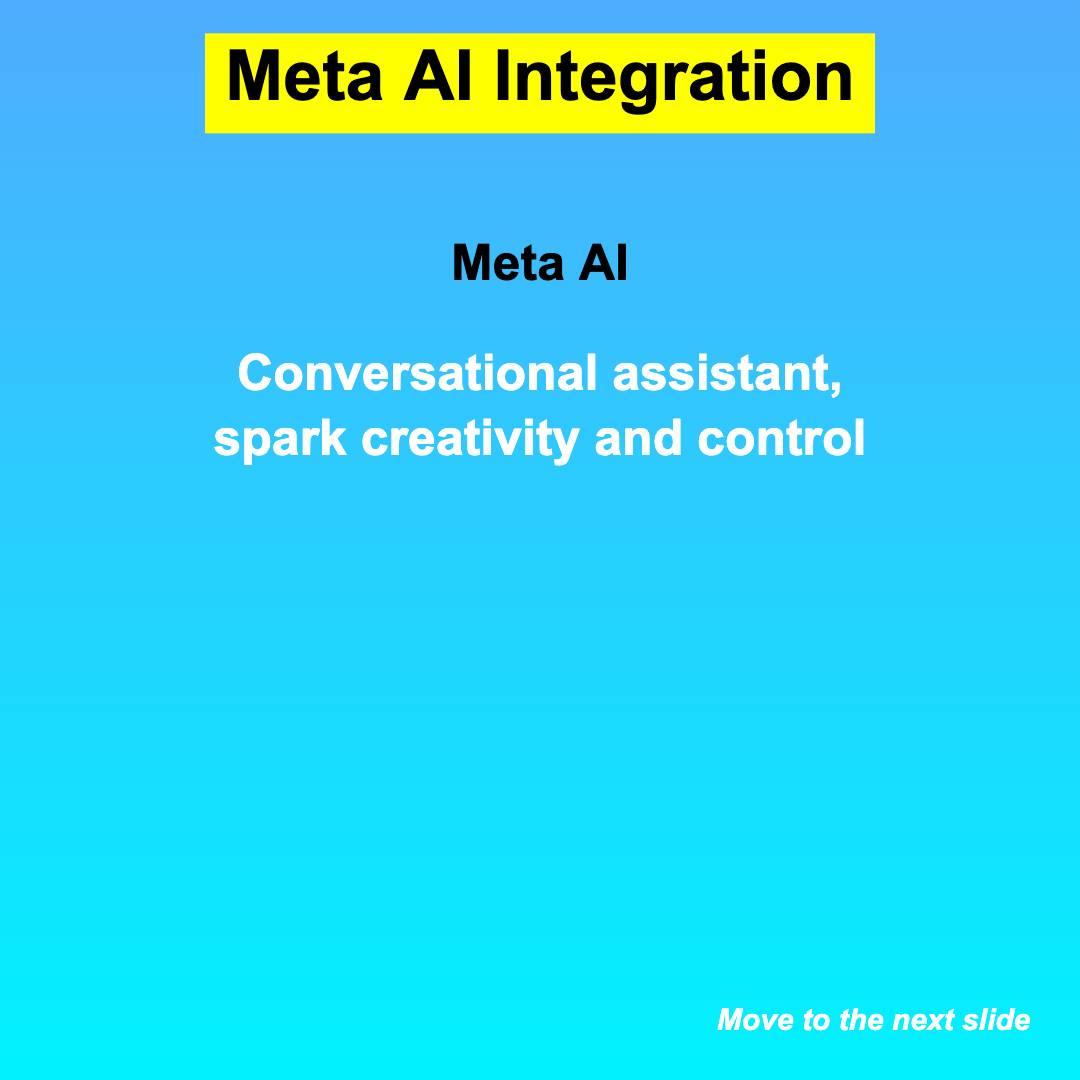 Meta AI Integration
Meta AI
Conversational assistant,
spark creativity and control
Move to the next slide